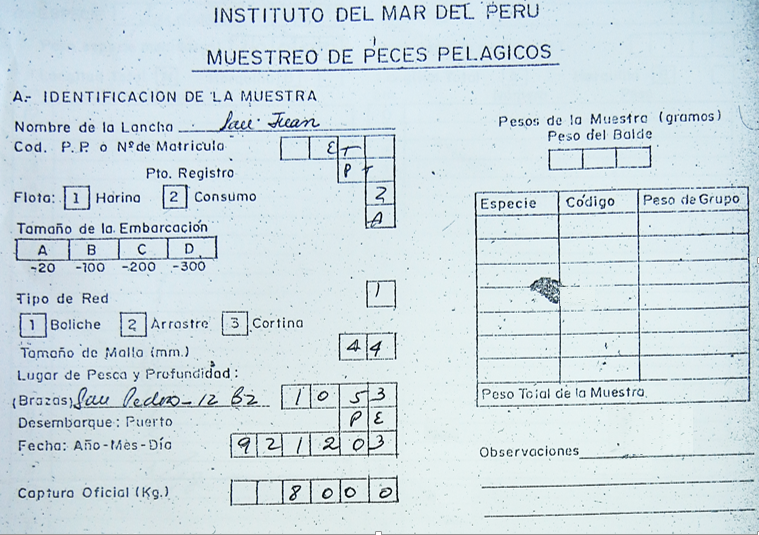 INSTITUTO DEL MAR DEL PERU
MUESTREO DE PECES PELAGICOS
A.- IDENTIFICACION DE LA MUESTRA
Nombre de la Lancha San Juan
Cod. P.P. o Nº de Matricula E T
Pto. Registro P T
Flota: 1 Harina 2 Consumo 2
Tamaño de la Embarcación A
A B C D
-20 -100 -200 -300
Tipo de Red 1
1 Boliche 2 Arrastre 3 Cortina
Tamaño de Malla (mm.) 4 4
Lugar de Pesca y Profundidad:
(Brazas) San Pedro - 12 Bz 1 0 5 3
Desembarque: Puerto P E
Fecha: Año-Mes-Día 9 2 1 2 0 3
Captura Oficial (Kg.) 8 0 0 0
Pesos de la Muestra (gramos)
Peso del Balde
Especie Código Peso de Grupo
Peso Total de la Muestra
Observaciones